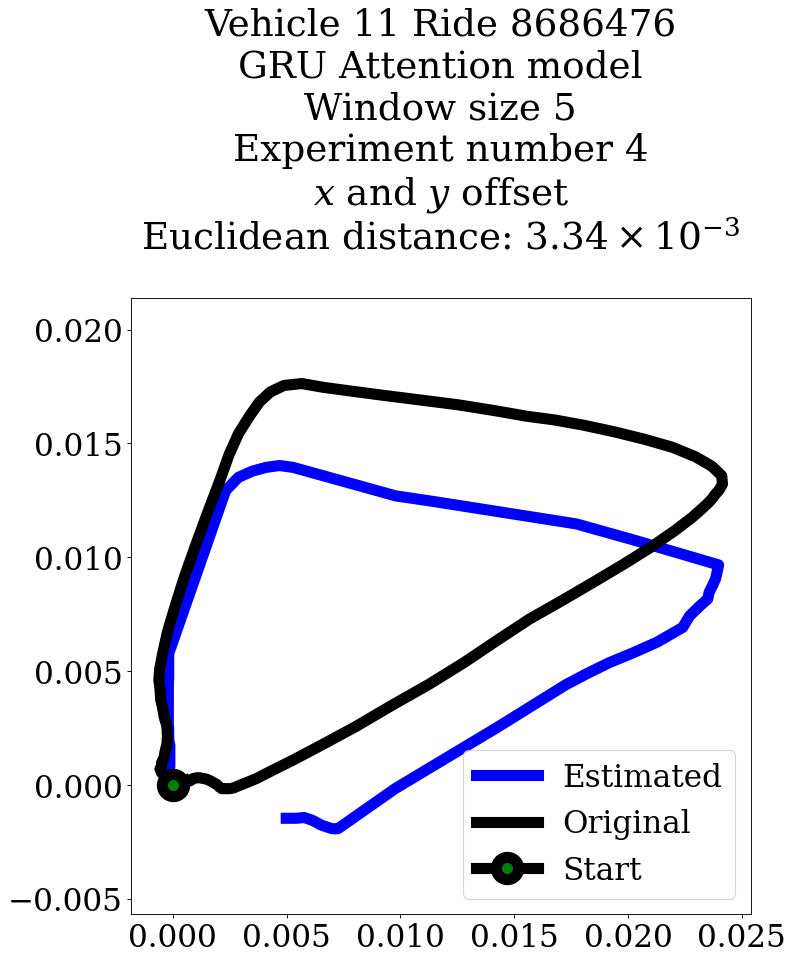 Vehicle 11 Ride 8686476
GRU Attention model
Window size 5
Experiment number 4
x and y offset
Euclidean distance: 3.34 × 10⁻³
0.020
0.015
0.010
0.005
0.000
−0.005
Estimated
Original
Start
0.000 0.005 0.010 0.015 0.020 0.025